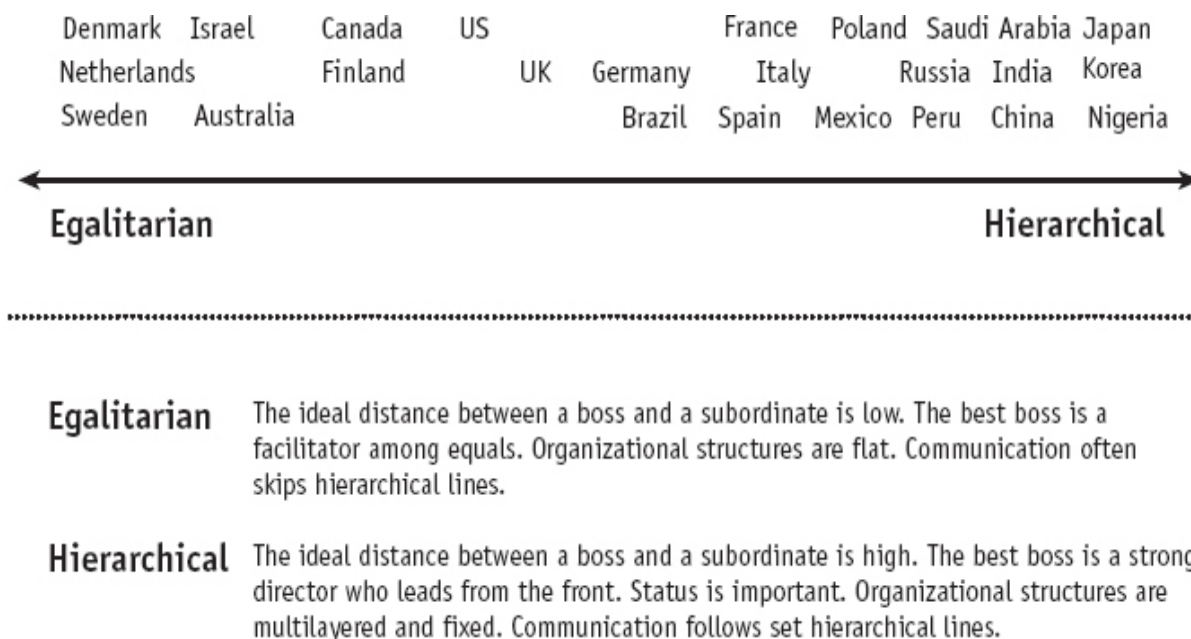 Denmark Israel Canada US France Poland Saudi Arabia Japan
Netherlands Finland UK Germany Italy Russia India Korea
Sweden Australia Brazil Spain Mexico Peru China Nigeria
Egalitarian Hierarchical
Egalitarian The ideal distance between a boss and a subordinate is low. The best boss is a
facilitator among equals. Organizational structures are flat. Communication often
skips hierarchical lines.
Hierarchical The ideal distance between a boss and a subordinate is high. The best boss is a strong
director who leads from the front. Status is important. Organizational structures are
multilayered and fixed. Communication follows set hierarchical lines.